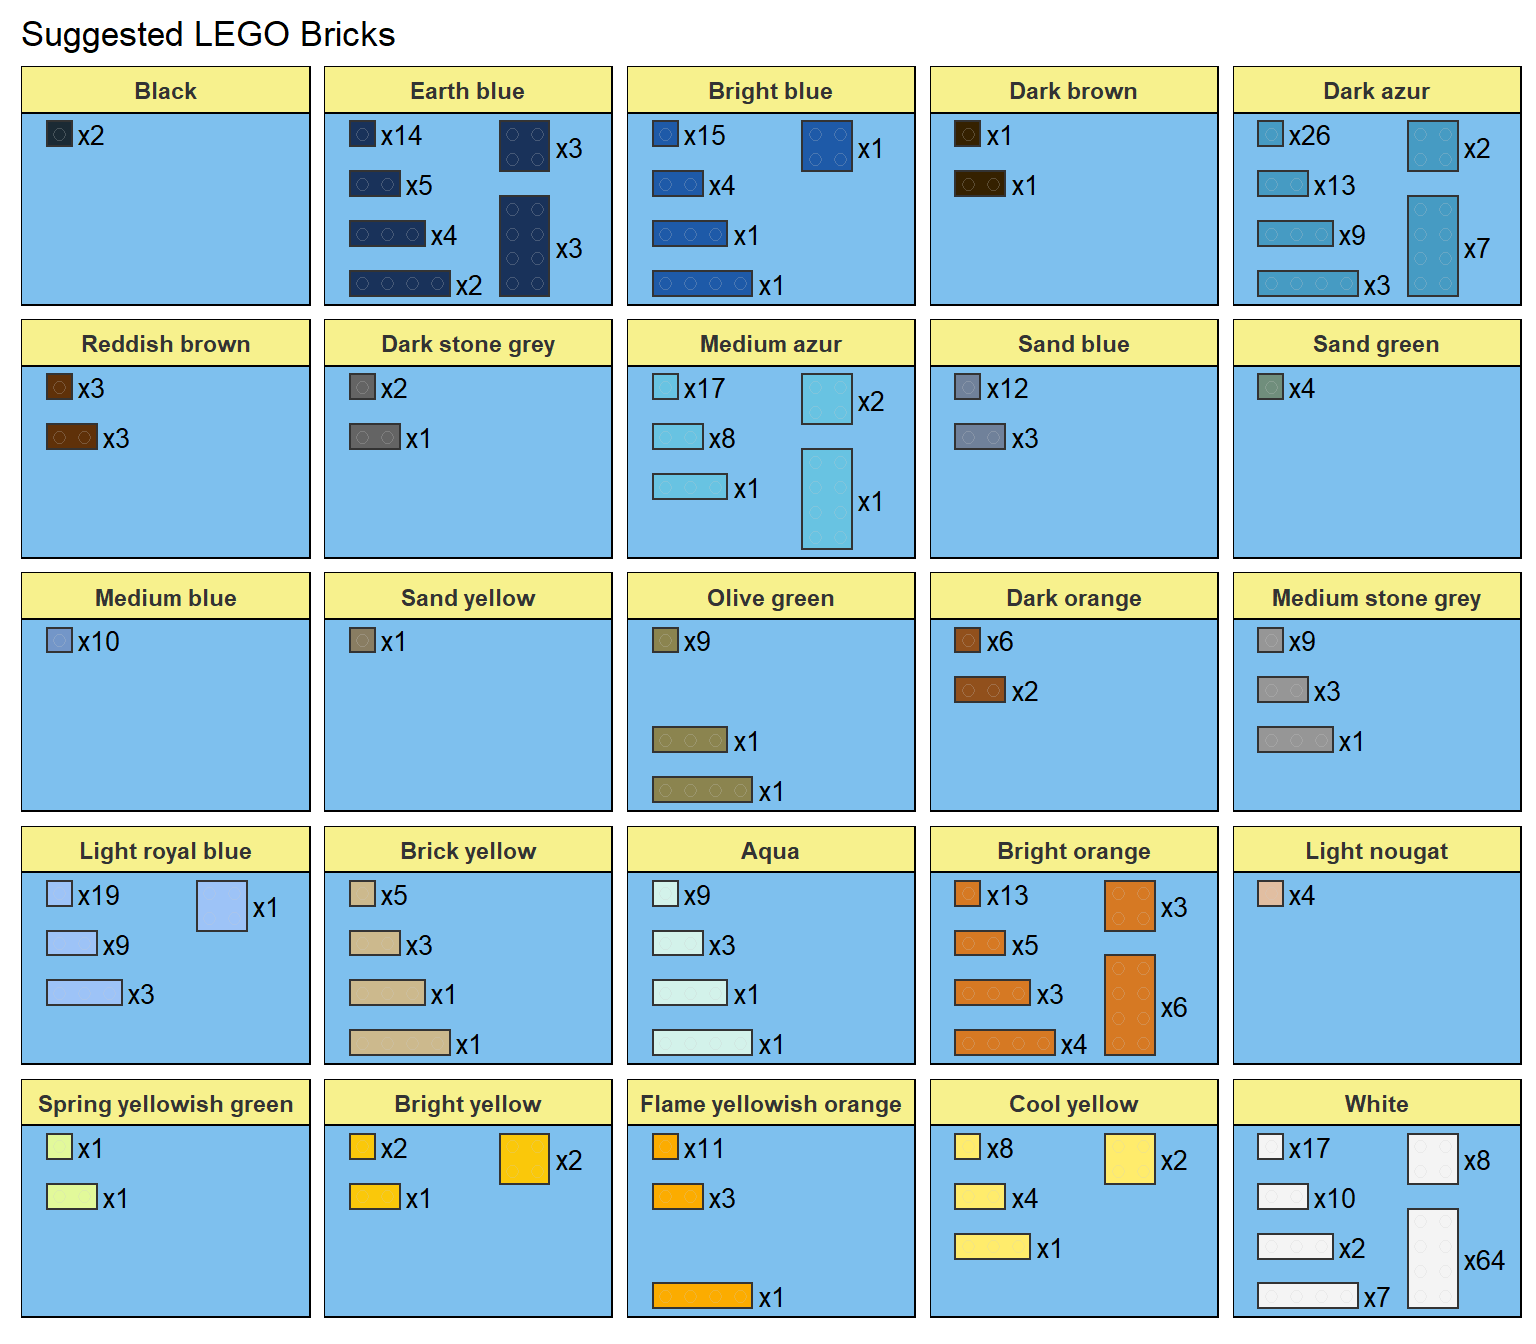 Suggested LEGO Bricks
Black
x2
Earth blue
x14
x5
x4
x2
x3
x3
Bright blue
x15
x4
x1
x1
x1
Dark brown
x1
x1
Dark azur
x26
x13
x9
x3
x2
x7
Reddish brown
x3
x3
Dark stone grey
x2
x1
Medium azur
x17
x8
x1
x2
x1
Sand blue
x12
x3
Sand green
x4
Medium blue
x10
Sand yellow
x1
Olive green
x9
x1
x1
Dark orange
x6
x2
Medium stone grey
x9
x3
x1
Light royal blue
x19
x9
x3
x1
Brick yellow
x5
x3
x1
x1
Aqua
x9
x3
x1
x1
Bright orange
x13
x5
x3
x4
x3
x6
Light nougat
x4
Spring yellowish green
x1
x1
Bright yellow
x2
x1
x2
Flame yellowish orange
x11
x3
x1
Cool yellow
x8
x4
x1
x2
White
x17
x10
x2
x7
x8
x64